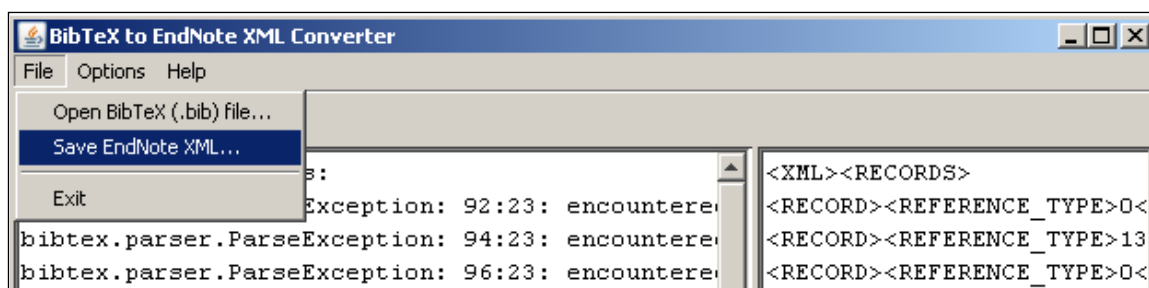 BibTeX to EndNote XML Converter
File Options Help
Open BibTeX (.bib) file...
Save EndNote XML...
Exit
s:
Exception: 92:23: encountere
bibtex.parser.ParseException: 94:23: encountere
bibtex.parser.ParseException: 96:23: encountere
<XML><RECORDS>
<RECORD><REFERENCE_TYPE>0<
<RECORD><REFERENCE_TYPE>13
<RECORD><REFERENCE_TYPE>0<